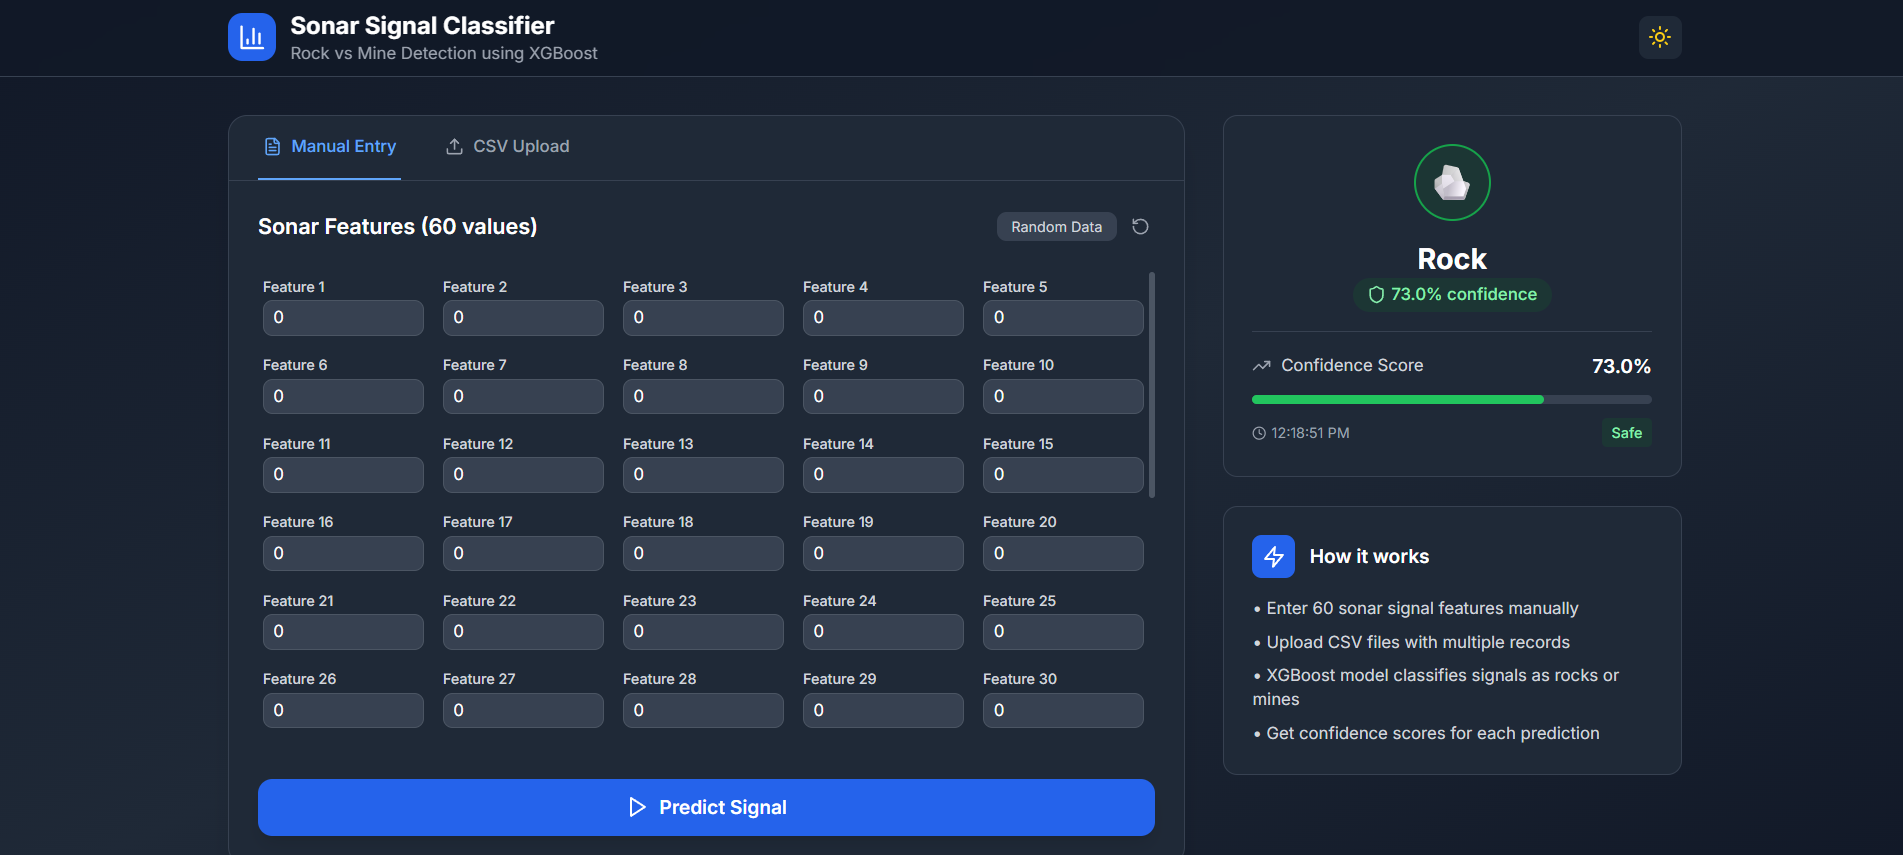 Sonar Signal Classifier
Rock vs Mine Detection using XGBoost
Manual Entry
CSV Upload
Sonar Features (60 values)
Random Data
Feature 1 Feature 2 Feature 3 Feature 4 Feature 5
0 0 0 0 0
Feature 6 Feature 7 Feature 8 Feature 9 Feature 10
0 0 0 0 0
Feature 11 Feature 12 Feature 13 Feature 14 Feature 15
0 0 0 0 0
Feature 16 Feature 17 Feature 18 Feature 19 Feature 20
0 0 0 0 0
Feature 21 Feature 22 Feature 23 Feature 24 Feature 25
0 0 0 0 0
Feature 26 Feature 27 Feature 28 Feature 29 Feature 30
0 0 0 0 0
Predict Signal
Rock
73.0% confidence
Confidence Score 73.0%
12:18:51 PM Safe
How it works
• Enter 60 sonar signal features manually
• Upload CSV files with multiple records
• XGBoost model classifies signals as rocks or
mines
• Get confidence scores for each prediction